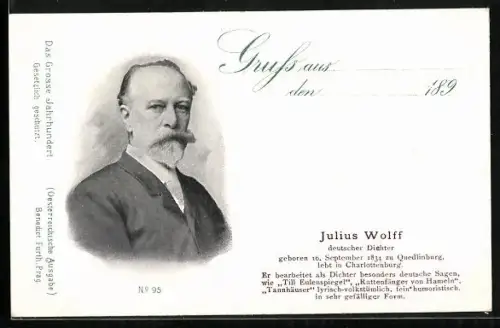 Das Grosse Jahrhundert
Gesetzlich geschützt.
(Oesterreichische Ausgabe)
Benedict Furth, Prag.
Gruss aus
den 189
Nº 95
Julius Wolff
deutscher Dichter
geboren 16. September 1834 zu Quedlinburg,
lebt in Charlottenburg.
Er bearbeitet als Dichter besonders deutsche Sagen,
wie „Till Eulenspiegel“, „Rattenfänger von Hameln“,
„Tannhäuser“ lyrisch-volkstümlich, fein humoristisch,
in sehr gefälliger Form.